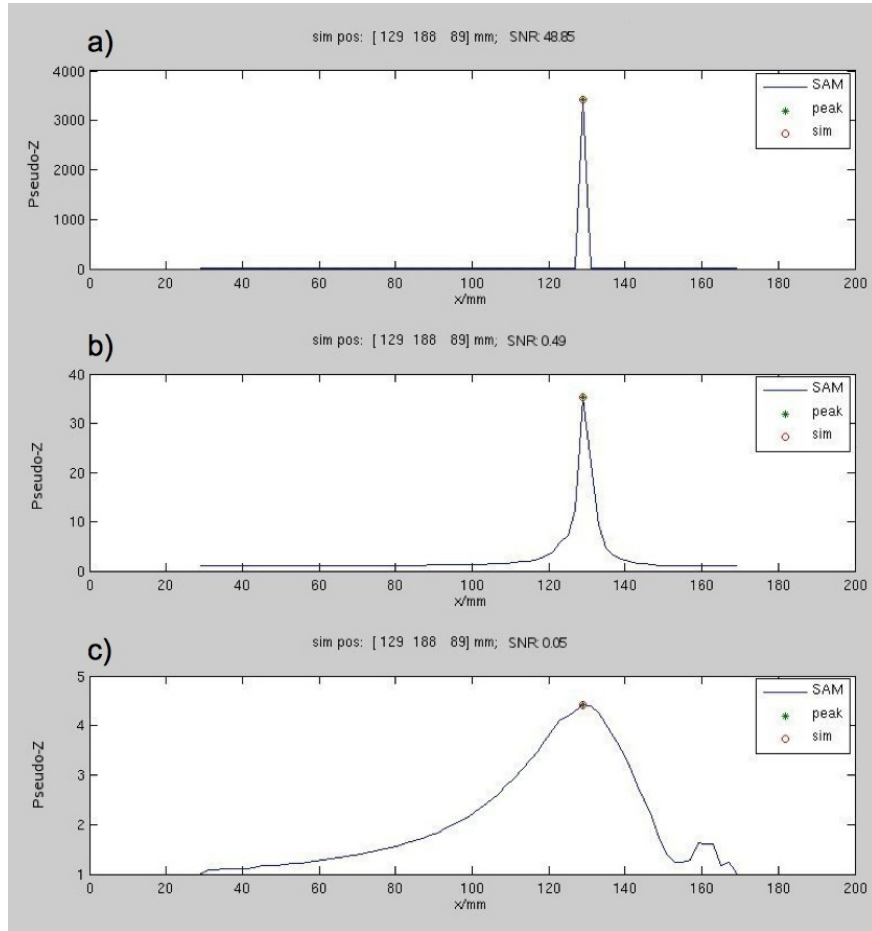 a)
sim pos: [ 129 188 89] mm; SNR: 48.85
4000
3000
2000
1000
0
Pseudo-Z
SAM
peak
sim
0 20 40 60 80 100 120 140 160 180 200
x/mm
b)
sim pos: [ 129 188 89] mm; SNR: 0.49
40
30
20
10
0
Pseudo-Z
SAM
peak
sim
0 20 40 60 80 100 120 140 160 180 200
x/mm
c)
sim pos: [ 129 188 89] mm; SNR: 0.05
5
4
3
2
1
Pseudo-Z
SAM
peak
sim
0 20 40 60 80 100 120 140 160 180 200
x/mm